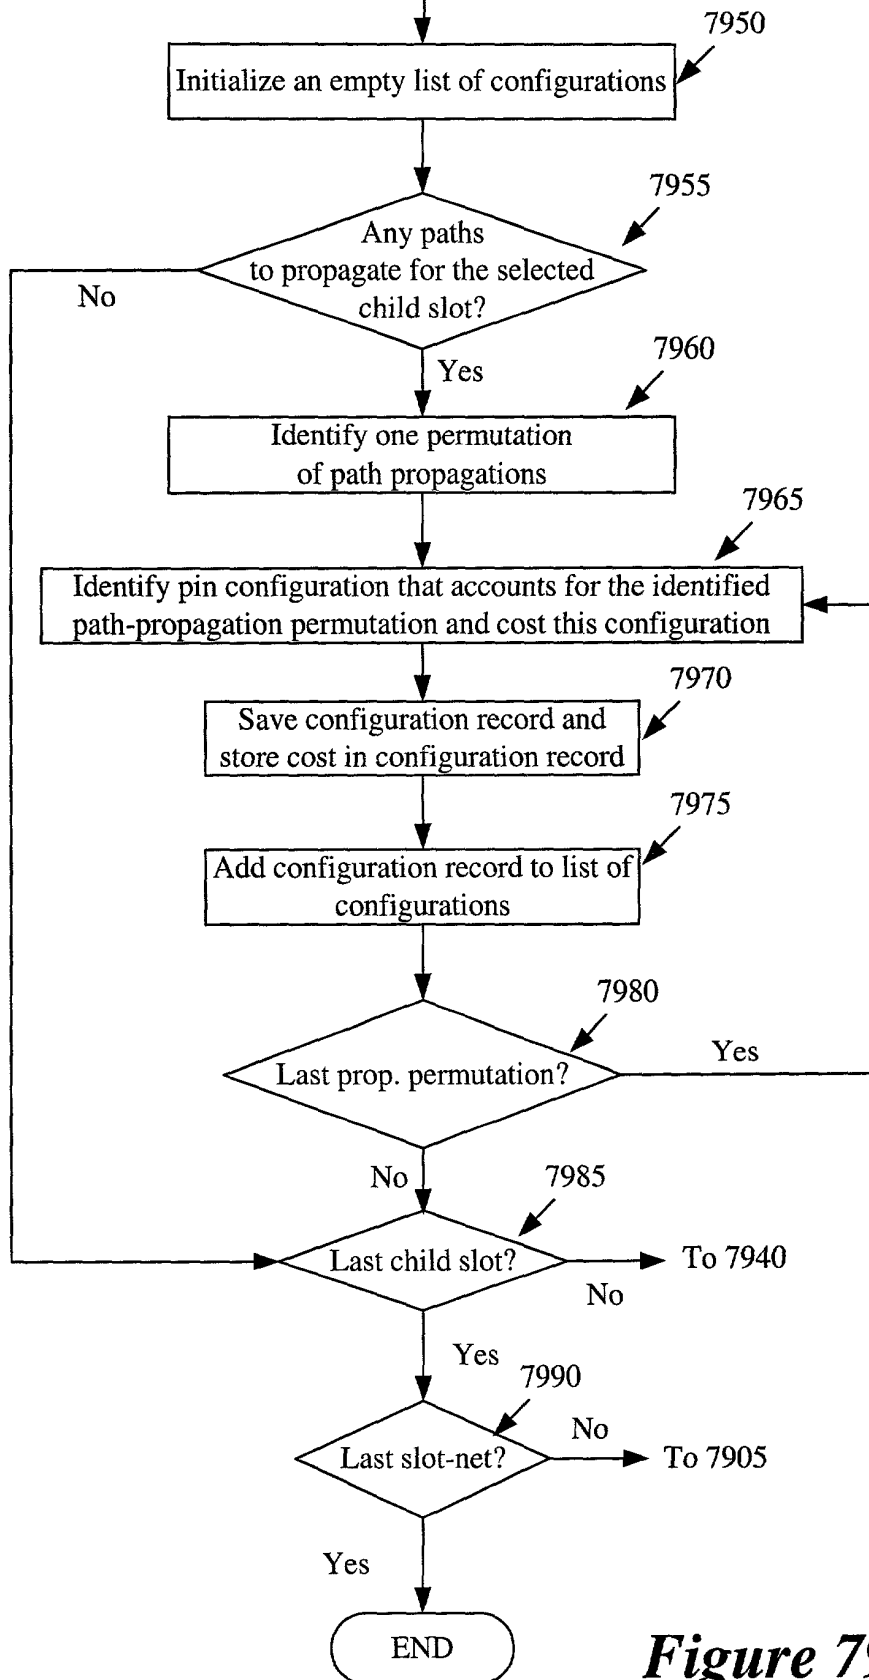 7950
Initialize an empty list of configurations
7955
Any paths
to propagate for the selected
child slot?
No
Yes
7960
Identify one permutation
of path propagations
7965
Identify pin configuration that accounts for the identified
path-propagation permutation and cost this configuration
7970
Save configuration record and
store cost in configuration record
7975
Add configuration record to list of
configurations
7980
Last prop. permutation?
Yes
No
7985
Last child slot?
To 7940
No
Yes
7990
No
Last slot-net?
To 7905
Yes
END
Figure 79